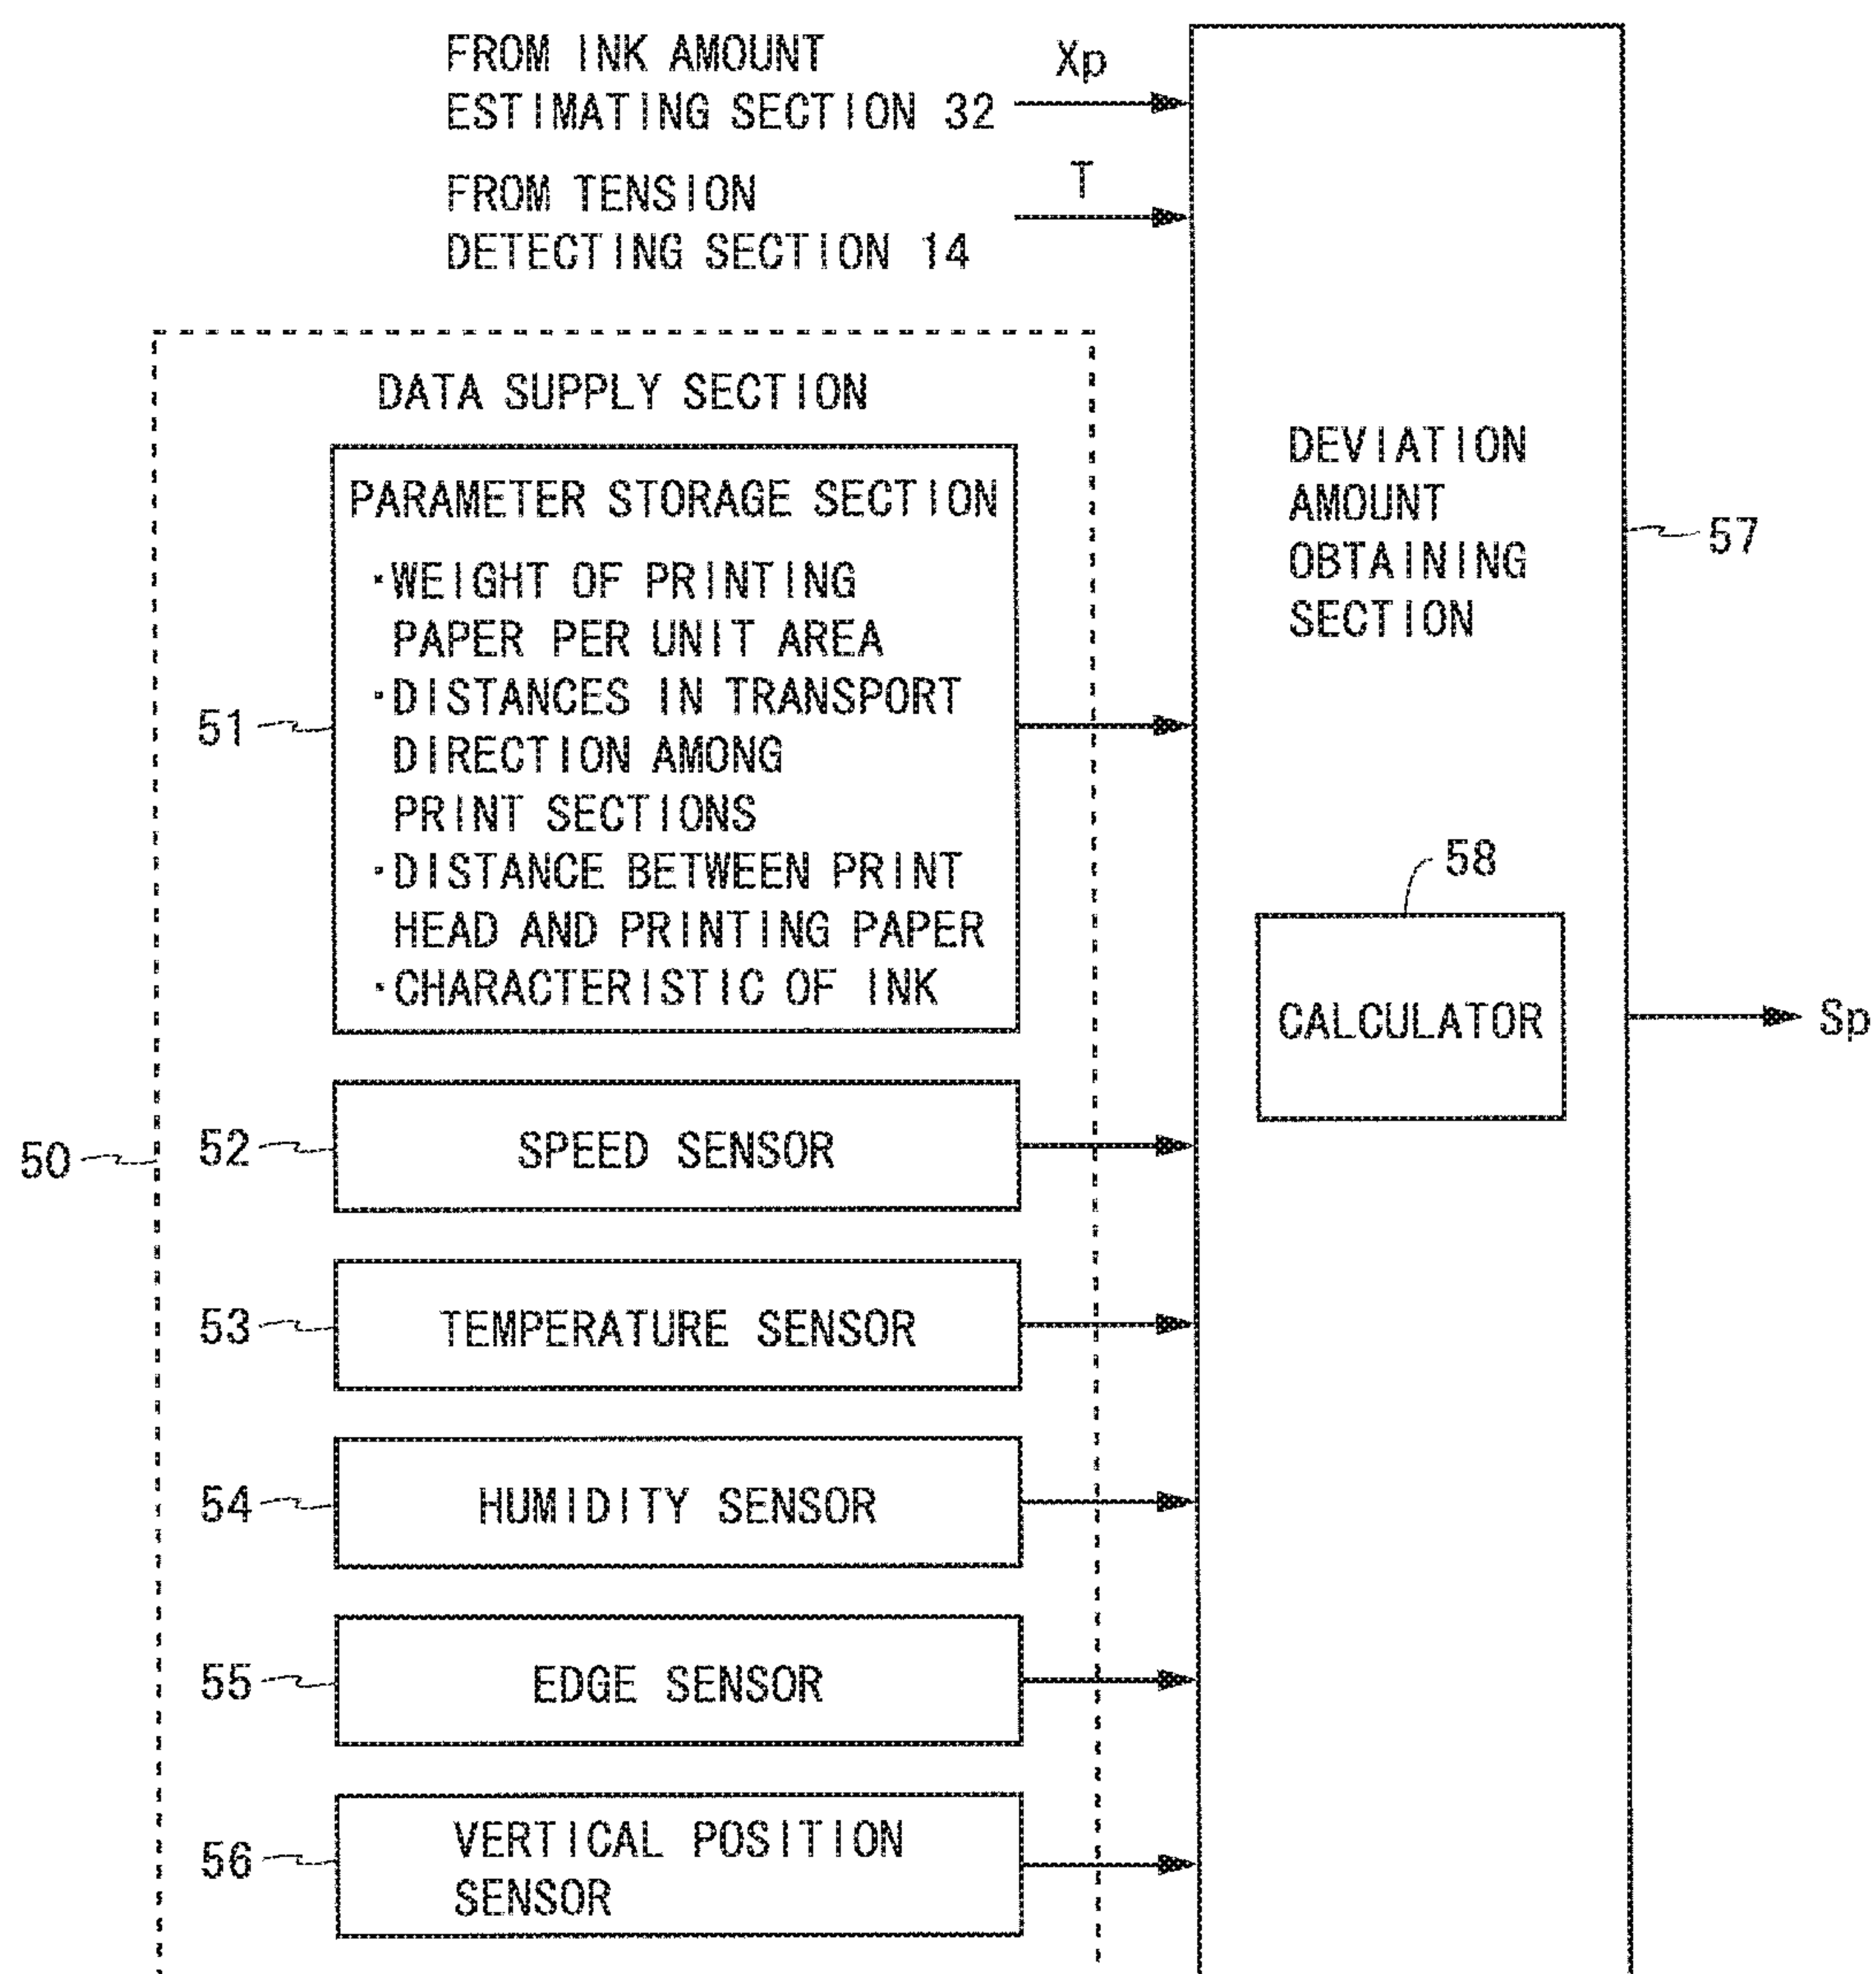 FROM INK AMOUNT
ESTIMATING SECTION 32
Xp
FROM TENSION
DETECTING SECTION 14
T
DATA SUPPLY SECTION
PARAMETER STORAGE SECTION
・WEIGHT OF PRINTING
PAPER PER UNIT AREA
・DISTANCES IN TRANSPORT
DIRECTION AMONG
PRINT SECTIONS
・DISTANCE BETWEEN PRINT
HEAD AND PRINTING PAPER
・CHARACTERISTIC OF INK
51
50
52
SPEED SENSOR
53
TEMPERATURE SENSOR
54
HUMIDITY SENSOR
55
EDGE SENSOR
56
VERTICAL POSITION
SENSOR
DEVIATION
AMOUNT
OBTAINING
SECTION
57
58
CALCULATOR
Sp